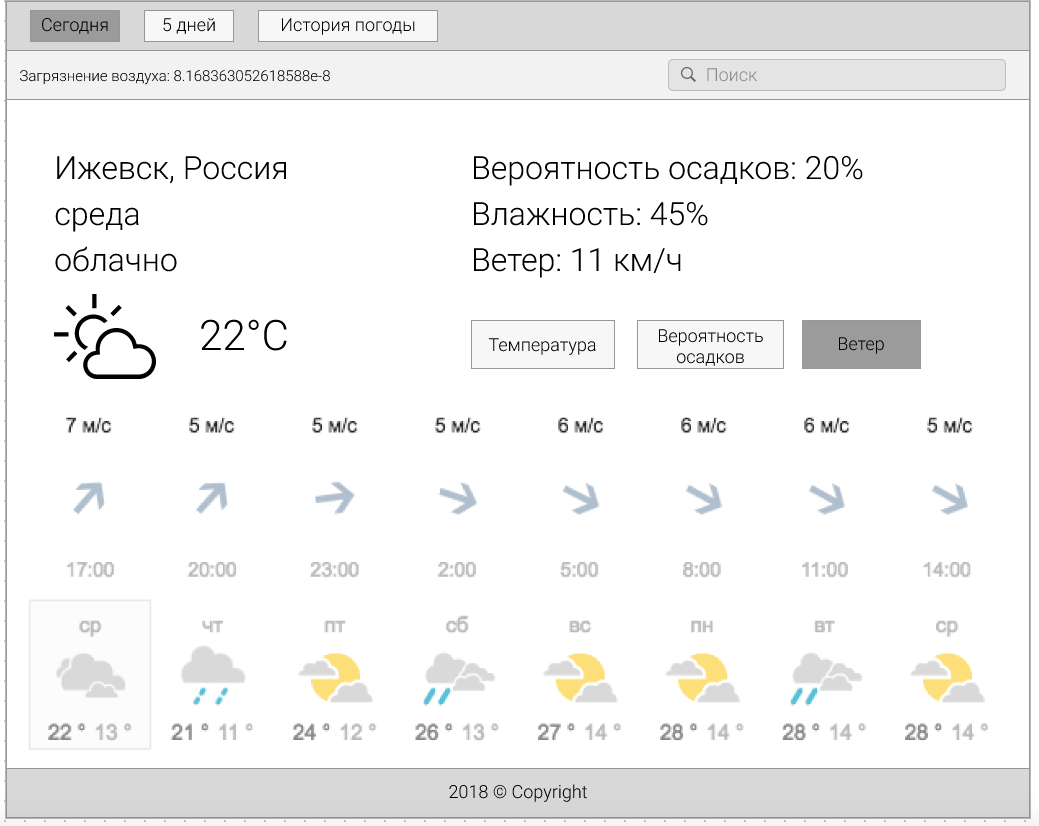 Сегодня 5 дней История погоды
Загрязнение воздуха: 8.168363052618588e-8 Поиск
Ижевск, Россия
среда
облачно
22°C
Вероятность осадков: 20%
Влажность: 45%
Ветер: 11 км/ч
Температура
Вероятность
осадков
Ветер
7 м/с 5 м/с 5 м/с 5 м/с 6 м/с 6 м/с 6 м/с 5 м/с
17:00 20:00 23:00 2:00 5:00 8:00 11:00 14:00
ср чт пт сб вс пн вт ср
22 ° 13 ° 21 ° 11 ° 24 ° 12 ° 26 ° 13 ° 27 ° 14 ° 28 ° 14 ° 28 ° 14 ° 28 ° 14 °
2018 © Copyright